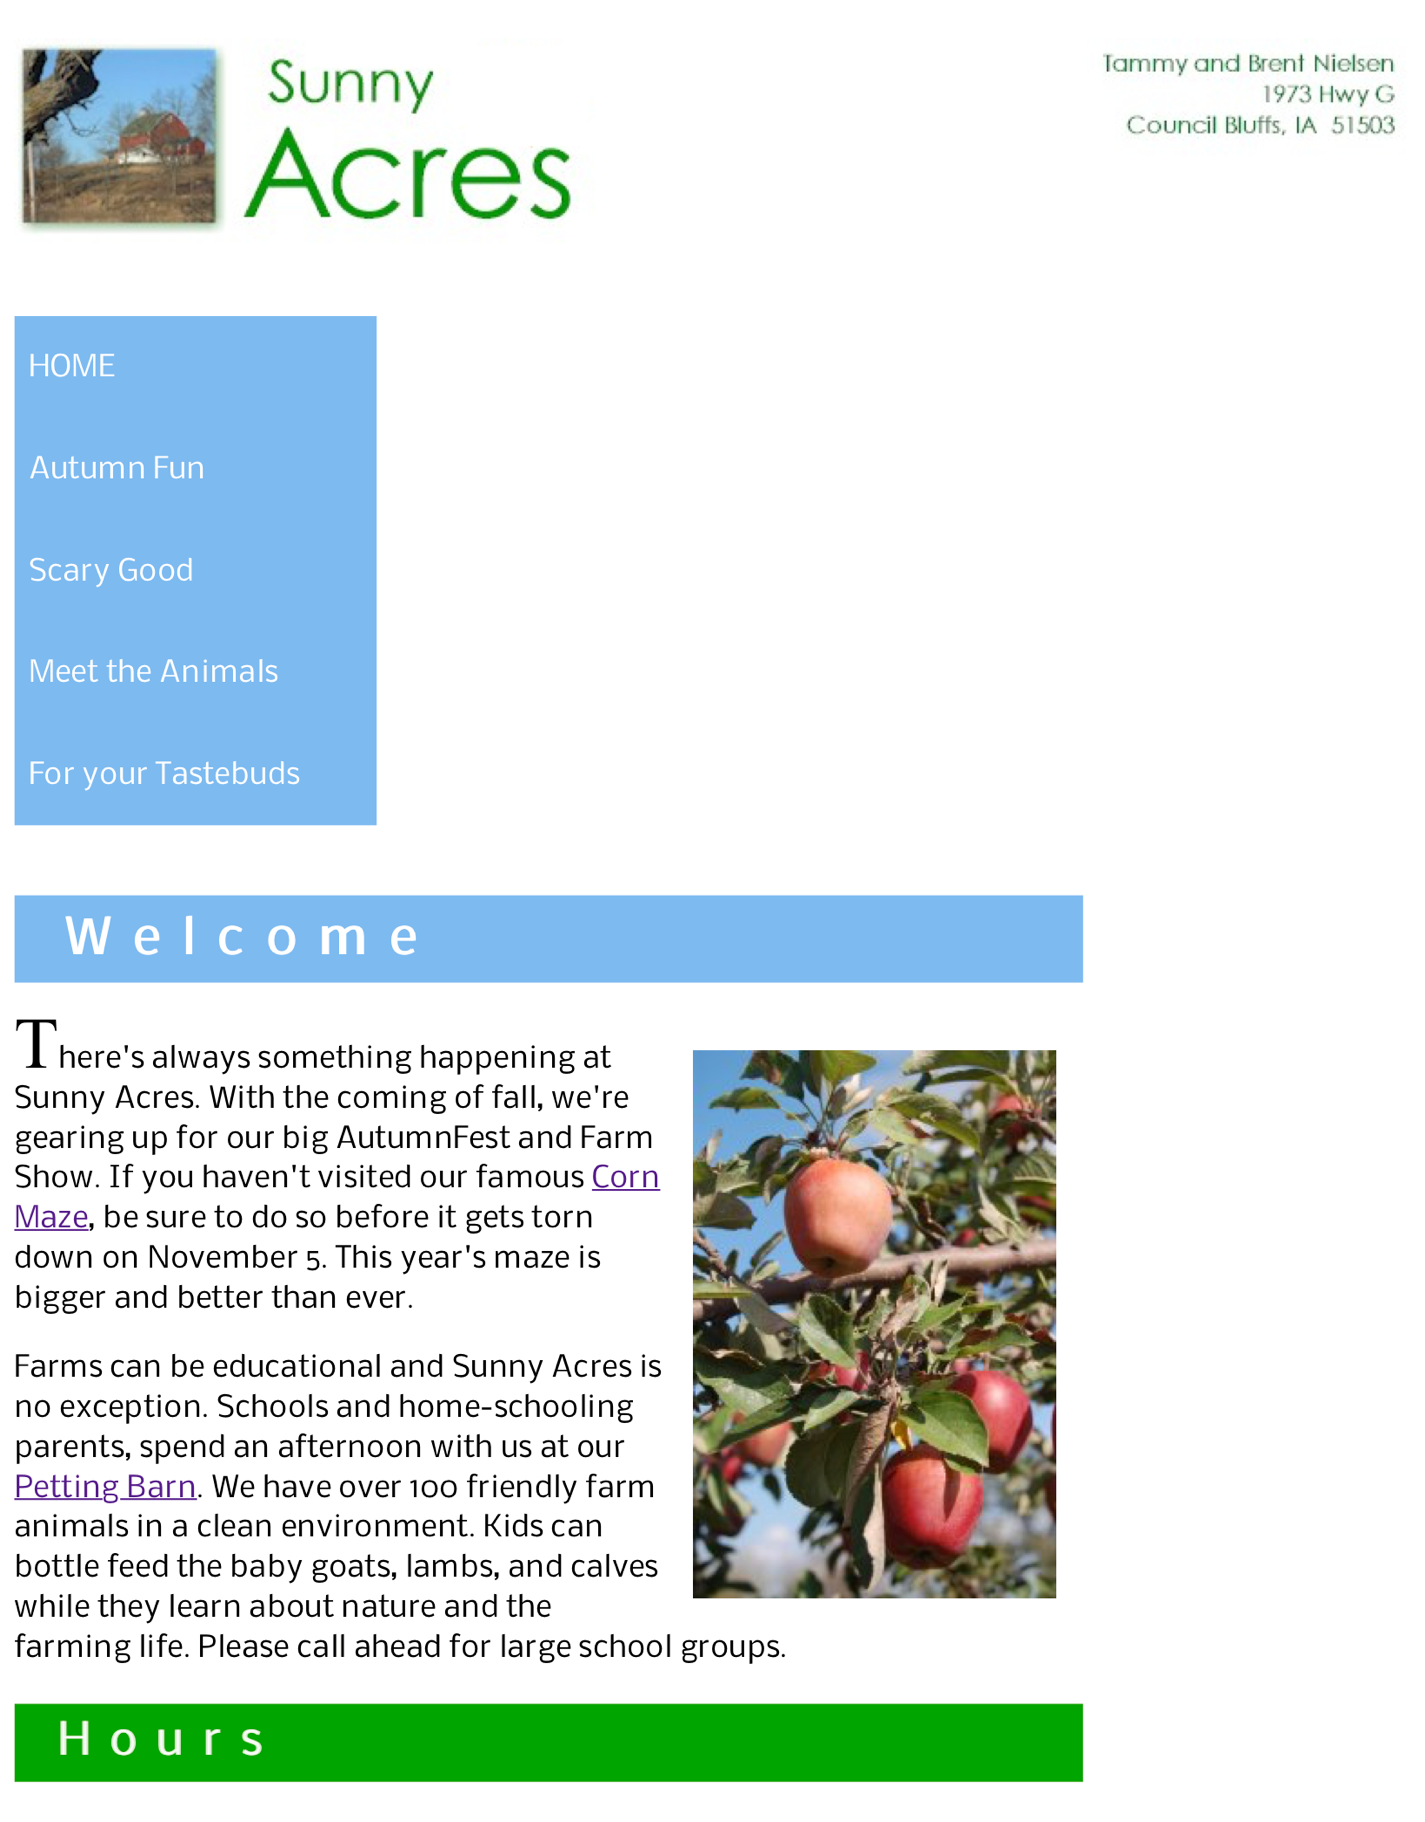 Sunny
Acres
Tammy and Brent Nielsen
1973 Hwy G
Council Bluffs, IA 51503
HOME
Autumn Fun
Scary Good
Meet the Animals
For your Tastebuds
Welcome
There's always something happening at
Sunny Acres. With the coming of fall, we're
gearing up for our big AutumnFest and Farm
Show. If you haven't visited our famous Corn
Maze, be sure to do so before it gets torn
down on November 5. This year's maze is
bigger and better than ever.
Farms can be educational and Sunny Acres is
no exception. Schools and home-schooling
parents, spend an afternoon with us at our
Petting Barn. We have over 100 friendly farm
animals in a clean environment. Kids can
bottle feed the baby goats, lambs, and calves
while they learn about nature and the
farming life. Please call ahead for large school groups.
Hours